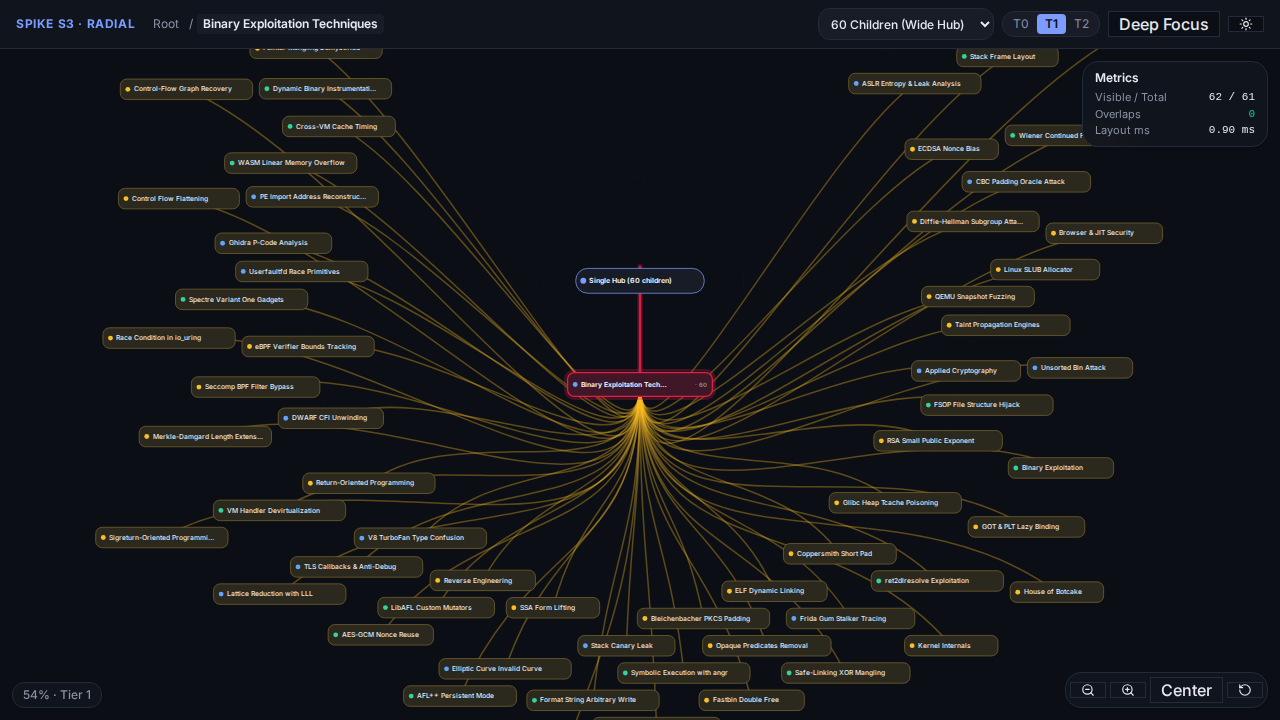 SPIKE S3 · RADIAL
Root / Binary Exploitation Techniques
60 Children (Wide Hub)
T0 T1 T2
Deep Focus
Metrics
Visible / Total 62 / 61
Overlaps 0
Layout ms 0.90 ms
Stack Frame Layout
ASLR Entropy & Leak Analysis
Control-Flow Graph Recovery
Dynamic Binary Instrumentati...
Cross-VM Cache Timing
Wiener Continued
ECDSA Nonce Bias
WASM Linear Memory Overflow
CBC Padding Oracle Attack
Control Flow Flattening
PE Import Address Reconstruc...
Diffie-Hellman Subgroup Atta...
Browser & JIT Security
Ghidra P-Code Analysis
Userfaultfd Race Primitives
Linux SLUB Allocator
Single Hub (60 children)
Spectre Variant One Gadgets
QEMU Snapshot Fuzzing
Taint Propagation Engines
Race Condition in io_uring
eBPF Verifier Bounds Tracking
Applied Cryptography
Unsorted Bin Attack
Seccomp BPF Filter Bypass
Binary Exploitation Tech... · 60
FSOP File Structure Hijack
DWARF CFI Unwinding
Merkle-Damgard Length Extens...
RSA Small Public Exponent
Binary Exploitation
Return-Oriented Programming
VM Handler Devirtualization
Glibc Heap Tcache Poisoning
GOT & PLT Lazy Binding
Sigreturn-Oriented Programmi...
V8 TurboFan Type Confusion
Coppersmith Short Pad
TLS Callbacks & Anti-Debug
Reverse Engineering
ret2dlresolve Exploitation
Lattice Reduction with LLL
ELF Dynamic Linking
House of Botcake
LibAFL Custom Mutators
SSA Form Lifting
Bleichenbacher PKCS Padding
Frida Gum Stalker Tracing
AES-GCM Nonce Reuse
Stack Canary Leak
Opaque Predicates Removal
Kernel Internals
Elliptic Curve Invalid Curve
Symbolic Execution with angr
Safe-Linking XOR Mangling
AFL++ Persistent Mode
Format String Arbitrary Write
Fastbin Double Free
54% · Tier 1
Center